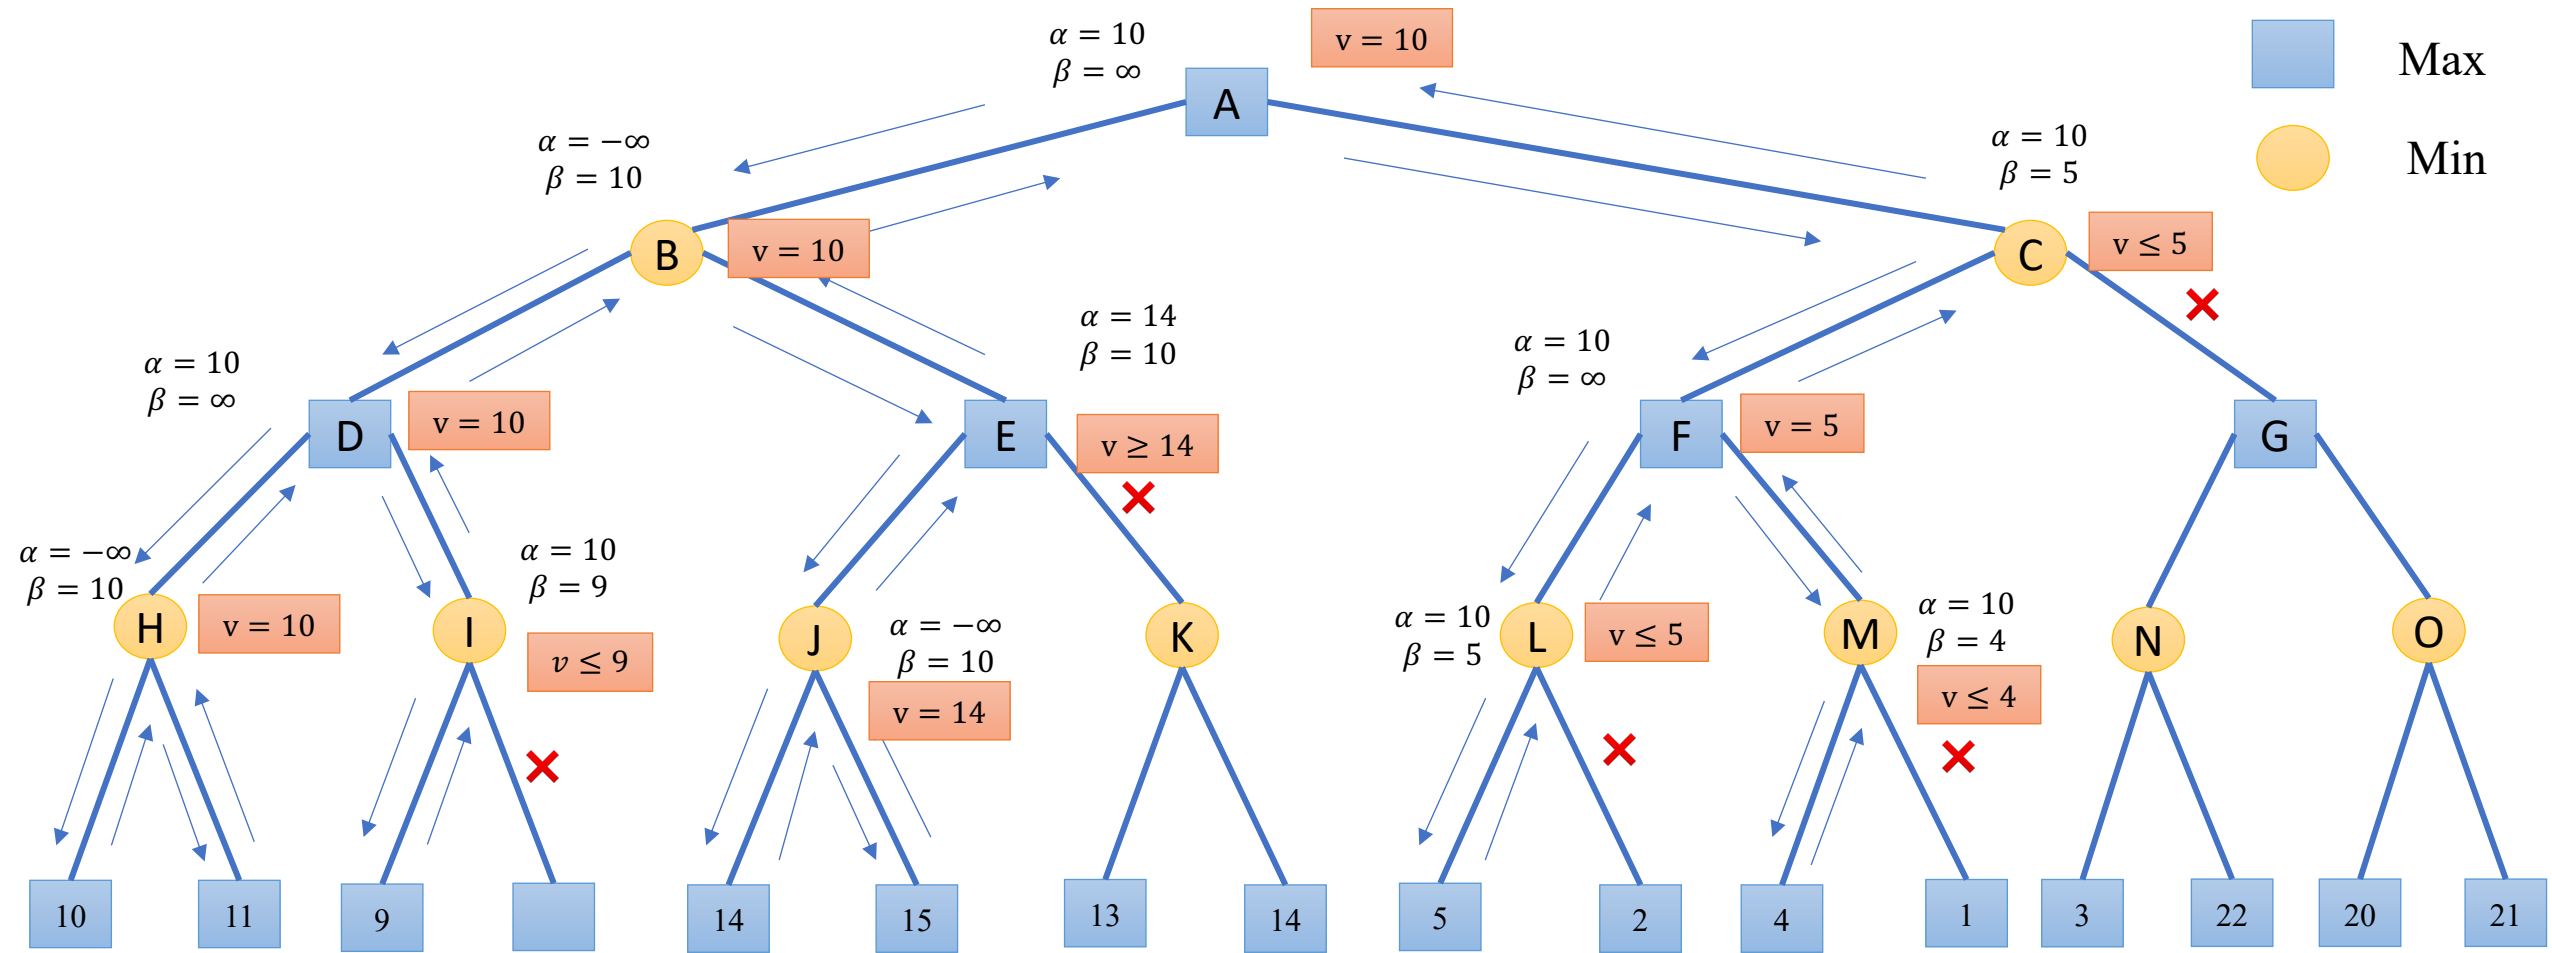 α = 10
β = ∞
v = 10
A
Max
Min
α = −∞
β = 10
α = 10
β = 5
B
v = 10
C
v ≤ 5
α = 10
β = ∞
D
v = 10
α = 14
β = 10
E
v ≥ 14
α = 10
β = ∞
F
v = 5
G
α = −∞
β = 10
H
v = 10
α = 10
β = 9
I
v ≤ 9
J
α = −∞
β = 10
v = 14
K
α = 10
β = 5
L
v ≤ 5
M
α = 10
β = 4
v ≤ 4
N
O
10
11
9
14
15
13
14
5
2
4
1
3
22
20
21